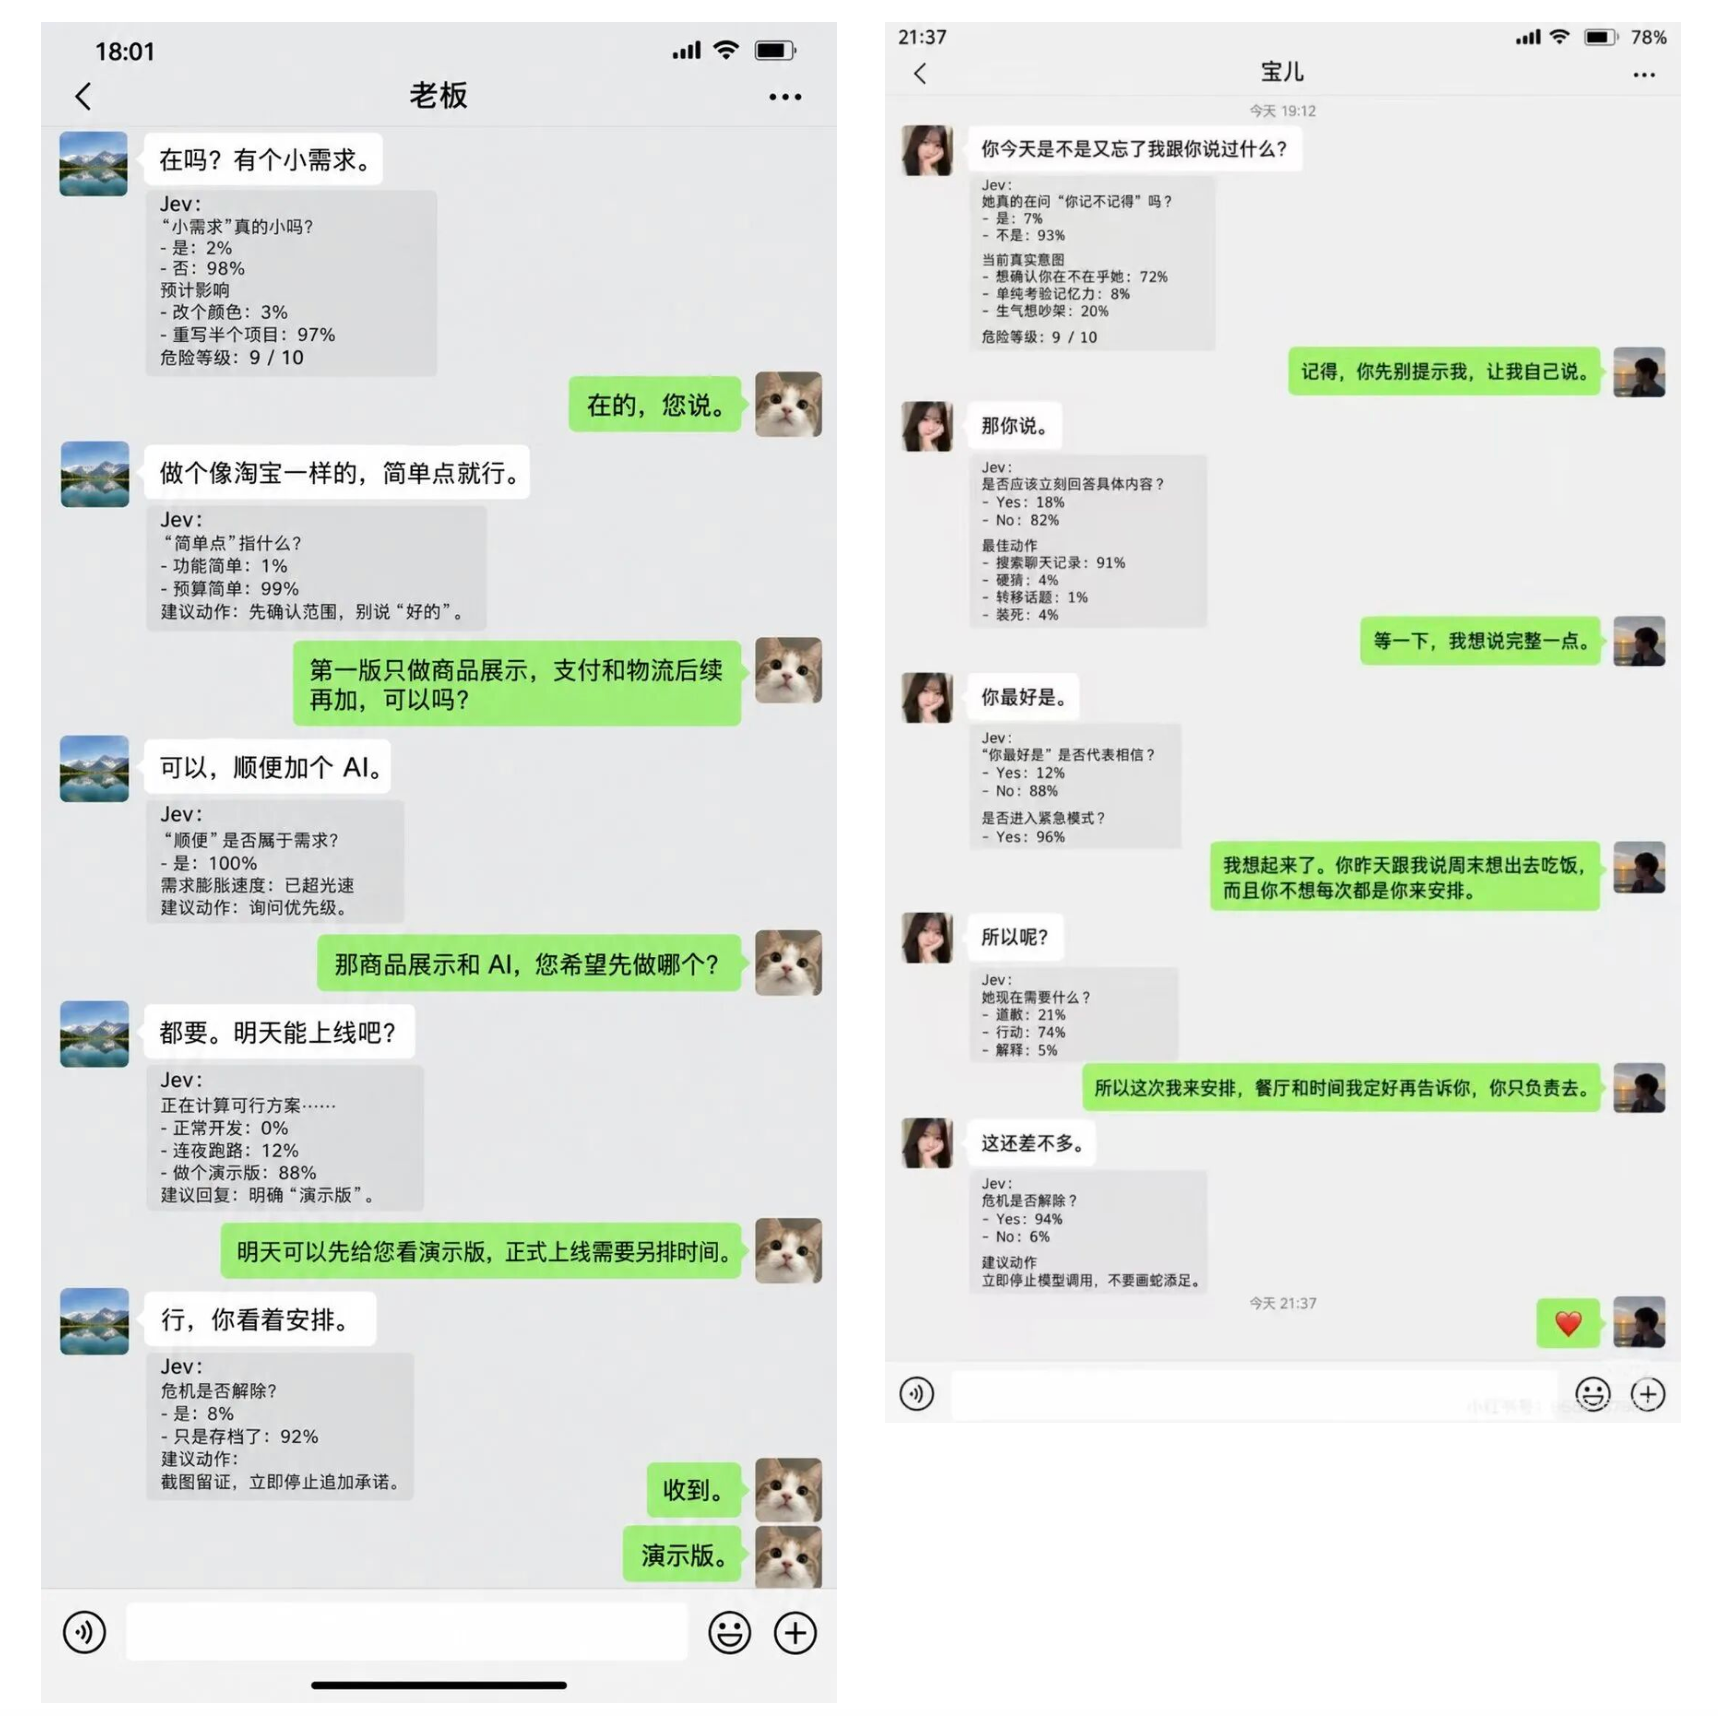 18:01
老板
在吗？有个小需求。
Jev：
“小需求”真的小吗？
- 是：2%
- 否：98%
预计影响
- 改个颜色：3%
- 重写半个项目：97%
危险等级：9 / 10
在的，您说。
做个像淘宝一样的，简单点就行。
Jev：
“简单点”指什么？
- 功能简单：1%
- 预算简单：99%
建议动作：先确认范围，别说“好的”。
第一版只做商品展示，支付和物流后续
再加，可以吗？
可以，顺便加个 AI。
Jev：
“顺便”是否属于需求？
- 是：100%
需求膨胀速度：已超光速
建议动作：询问优先级。
那商品展示和 AI，您希望先做哪个？
都要。明天能上线吧？
Jev：
正在计算可行方案……
- 正常开发：0%
- 连夜跑路：12%
- 做个演示版：88%
建议回复：明确“演示版”。
明天可以先给您看演示版，正式上线需要另排时间。
行，你看着安排。
Jev：
危机是否解除？
- 是：8%
- 只是存档了：92%
建议动作：
截图留证，立即停止追加承诺。
收到。
演示版。
21:37
78%
宝儿
今天 19:12
你今天是不是又忘了我跟你说过什么？
Jev：
她真的在问“你记不记得”吗？
- 是：7%
- 不是：93%
当前真实意图
- 想确认你在不在乎她：72%
- 单纯考验记忆力：8%
- 生气想吵架：20%
危险等级：9 / 10
记得，你先别提示我，让我自己说。
那你说。
Jev：
是否应该立刻回答具体内容？
- Yes：18%
- No：82%
最佳动作
- 搜索聊天记录：91%
- 硬猜：4%
- 转移话题：1%
- 装死：4%
等一下，我想说完整一点。
你最好是。
Jev：
“你最好是”是否代表相信？
- Yes：12%
- No：88%
是否进入紧急模式？
- Yes：96%
我想起来了。你昨天跟我说周末想出去吃饭，
而且你不想每次都是你来安排。
所以呢？
Jev：
她现在需要什么？
- 道歉：21%
- 行动：74%
- 解释：5%
所以这次我来安排，餐厅和时间我定好再告诉你，你只负责去。
这还差不多。
Jev：
危机是否解除？
- Yes：94%
- No：6%
建议动作
立即停止模型调用，不要画蛇添足。
今天 21:37
小红书号：